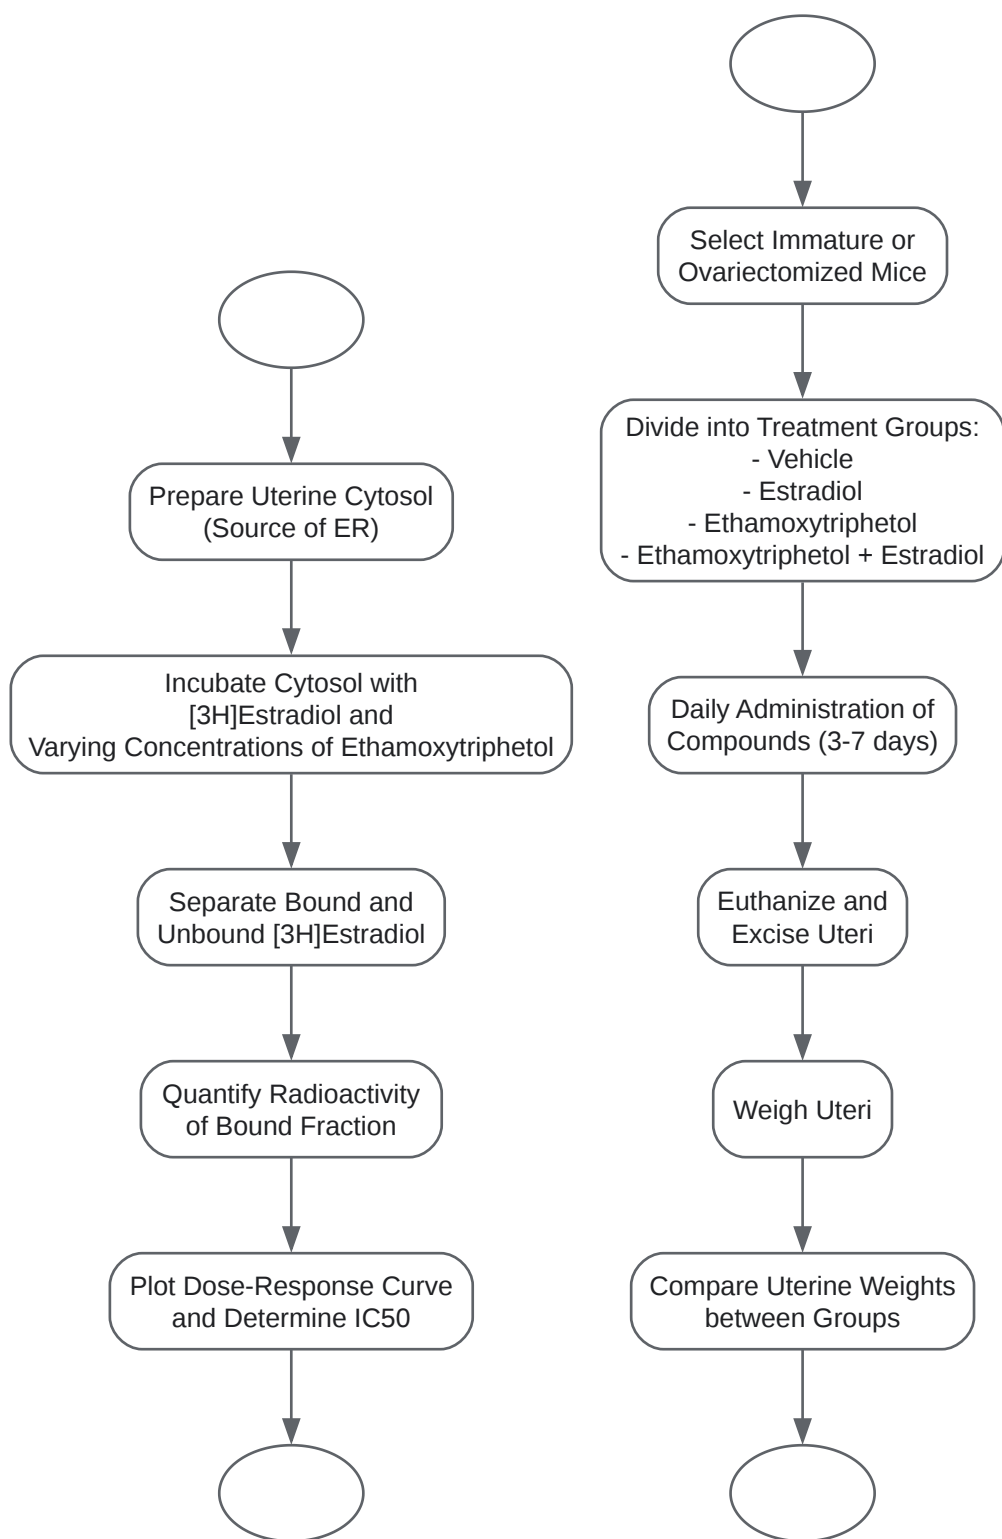 Prepare Uterine Cytosol
(Source of ER)
Incubate Cytosol with
[3H]Estradiol and
Varying Concentrations of Ethamoxytriphetol
Separate Bound and
Unbound [3H]Estradiol
Quantify Radioactivity
of Bound Fraction
Plot Dose-Response Curve
and Determine IC50
Select Immature or
Ovariectomized Mice
Divide into Treatment Groups:
- Vehicle
- Estradiol
- Ethamoxytriphetol
- Ethamoxytriphetol + Estradiol
Daily Administration of
Compounds (3-7 days)
Euthanize and
Excise Uteri
Weigh Uteri
Compare Uterine Weights
between Groups